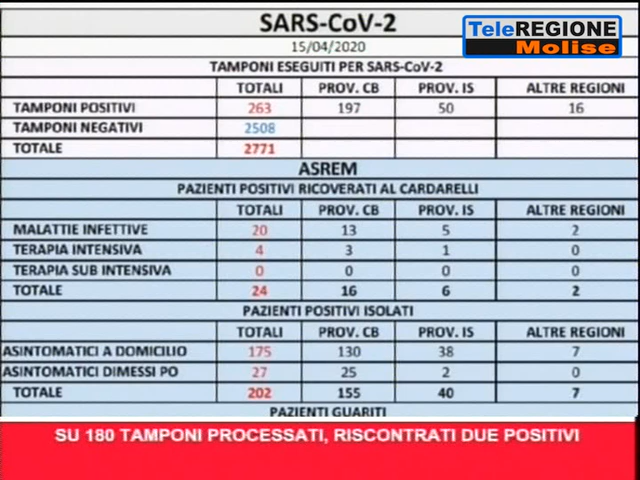 SARS-CoV-2
TeleREGIONE
Molise
15/04/2020
TAMPONI ESEGUITI PER SARS-CoV-2
TOTALI PROV. CB PROV. IS ALTRE REGIONI
TAMPONI POSITIVI 263 197 50 16
TAMPONI NEGATIVI 2508
TOTALE 2771
ASREM
PAZIENTI POSITIVI RICOVERATI AL CARDARELLI
TOTALI PROV. CB PROV. IS ALTRE REGIONI
MALATTIE INFETTIVE 20 13 5 2
TERAPIA INTENSIVA 4 3 1 0
TERAPIA SUB INTENSIVA 0 0 0 0
TOTALE 24 16 6 2
PAZIENTI POSITIVI ISOLATI
TOTALI PROV. CB PROV. IS ALTRE REGIONI
ASINTOMATICI A DOMICILIO 175 130 38 7
ASINTOMATICI DIMESSI PO 27 25 2 0
TOTALE 202 155 40 7
PAZIENTI GUARITI
SU 180 TAMPONI PROCESSATI, RISCONTRATI DUE POSITIVI